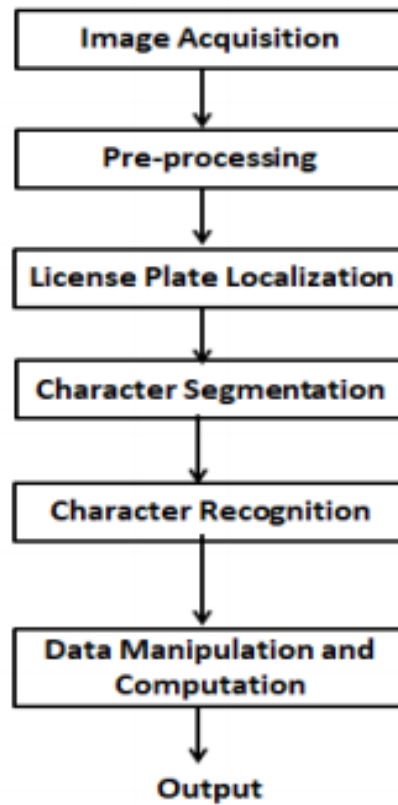 Image Acquisition
Pre-processing
License Plate Localization
Character Segmentation
Character Recognition
Data Manipulation and
Computation
Output